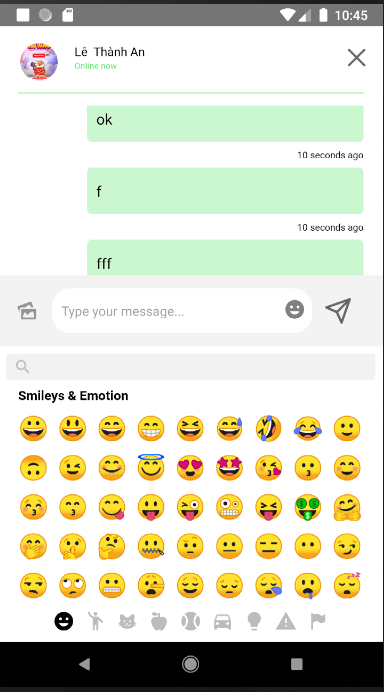 10:45
Lê Thành An
Online now
ok
10 seconds ago
f
10 seconds ago
fff
Type your message...
Smileys & Emotion